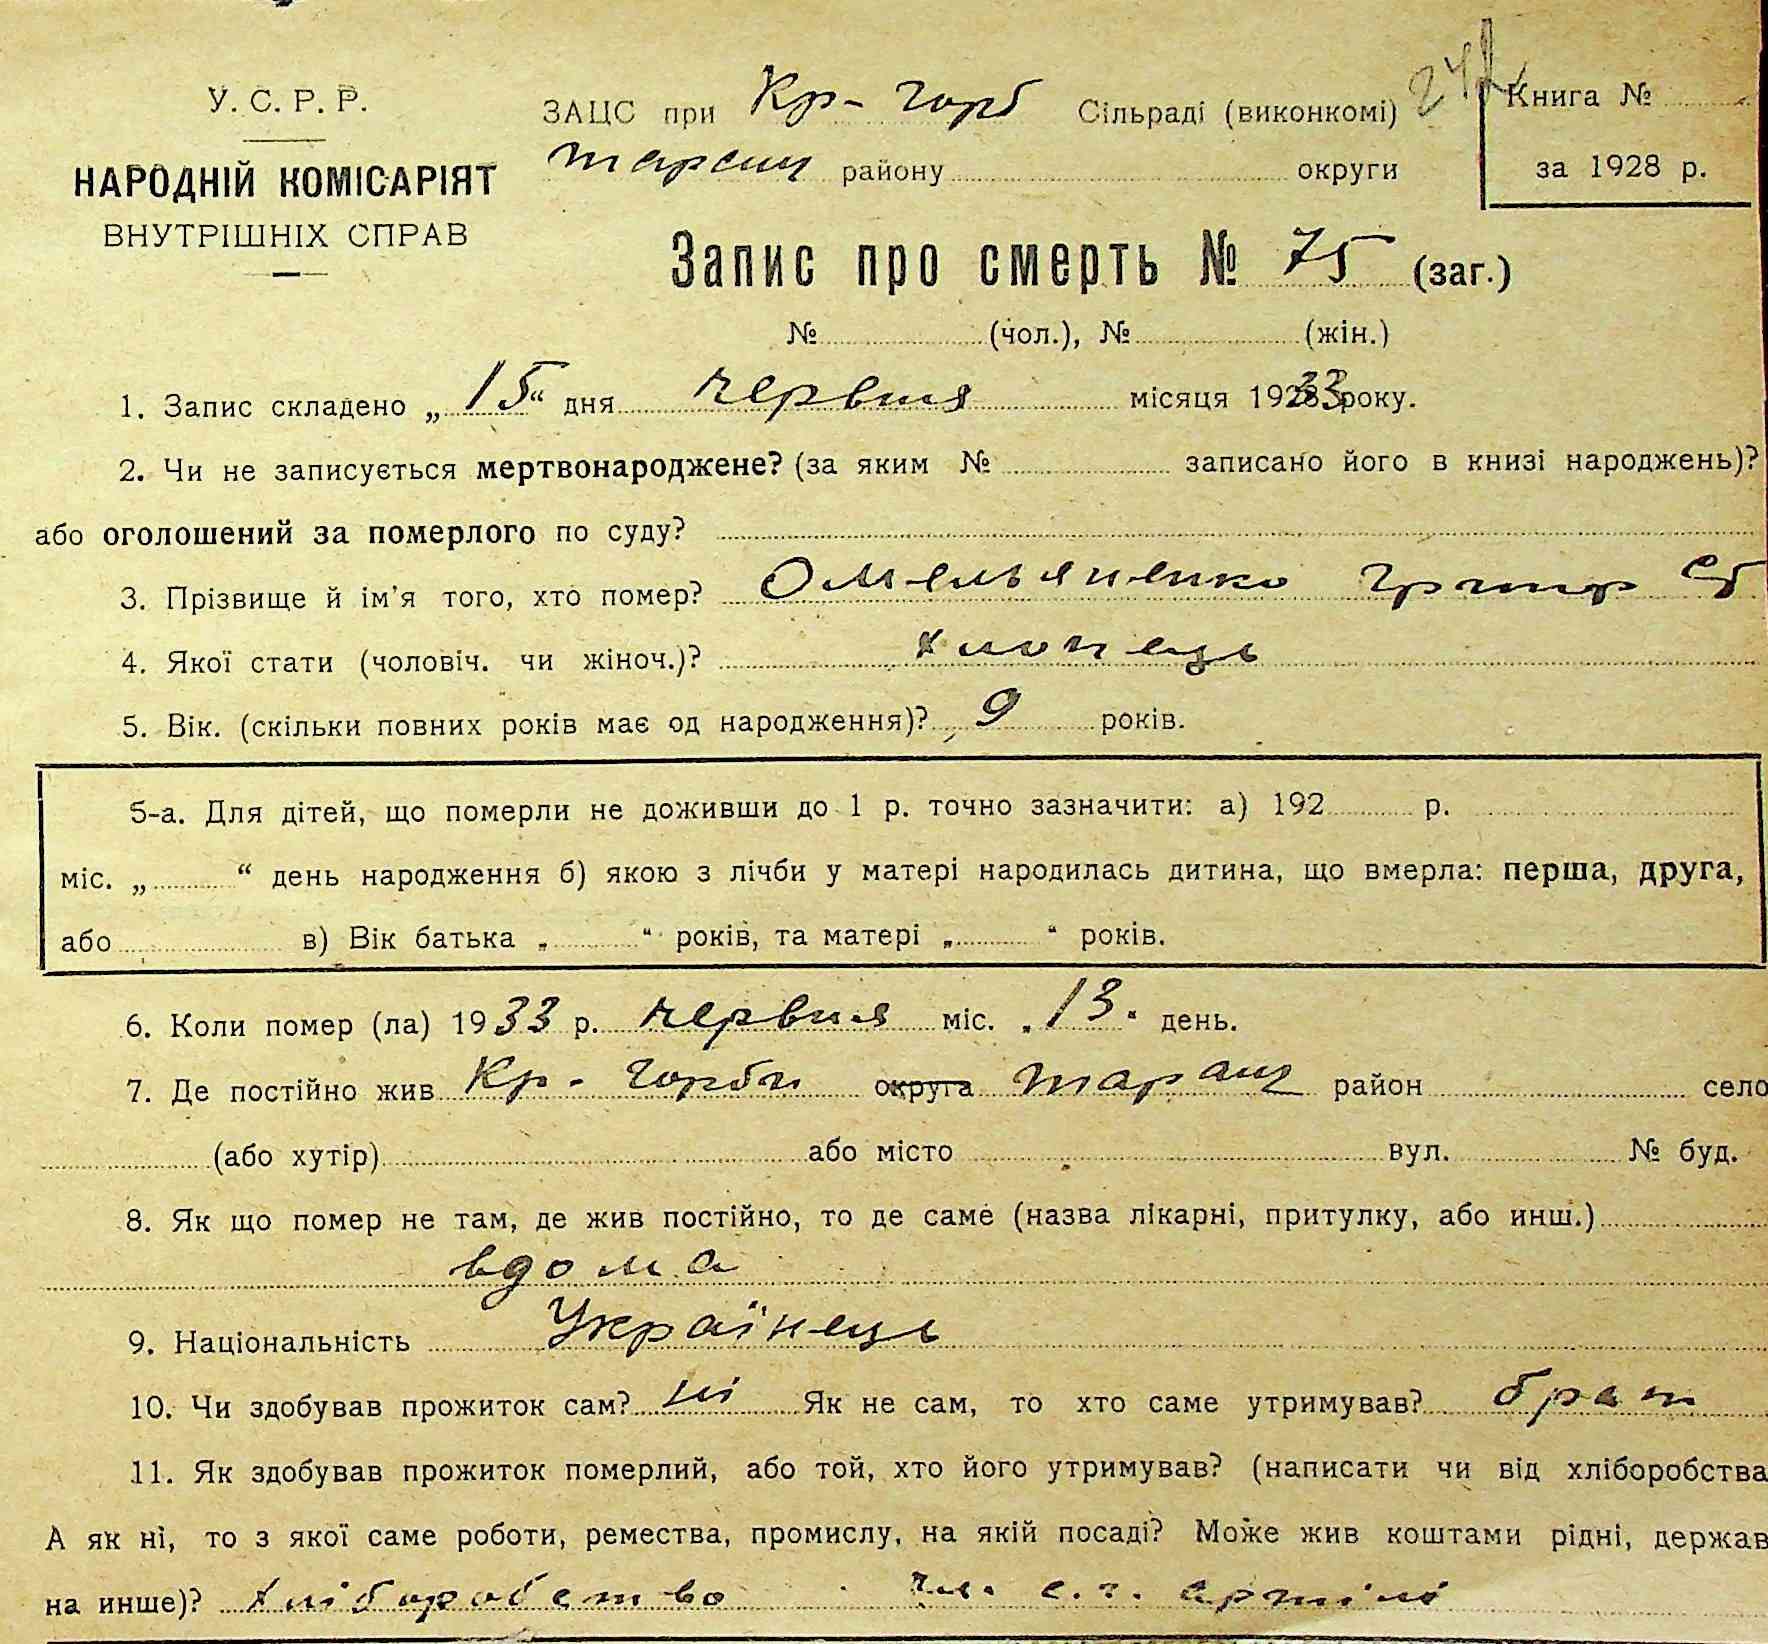 У. С. Р. Р.
НАРОДНІЙ КОМІСАРІЯТ
ВНУТРІШНІХ СПРАВ
ЗАЦС при Кр-Горб Сільраді (виконкомі)
Таращ району округи
Книга №
за 1928 р.
Запис про смерть № 75 (заг.)
№ (чол.), № (жін.)
1. Запис складено „ 15 “ дня червня місяця 192833 року.
2. Чи не записується мертвонароджене? (за яким № записано його в книзі народжень)?
або оголошений за померлого по суду?
3. Прізвище й ім'я того, хто помер? Омельяненко Григор
4. Якої стати (чоловіч. чи жіноч.)? хлопець
5. Вік. (скільки повних років має од народження)? 9 років.
5-а. Для дітей, що померли не доживши до 1 р. точно зазначити: а) 192 р.
міс. „ “ день народження б) якою з лічби у матері народилась дитина, що вмерла: перша, друга,
або в) Вік батька „ “ років, та матері „ “ років.
6. Коли помер (ла) 1933 р. червня міс. „ 13 “ день.
7. Де постійно жив Кр-Горби округа Таращ район село
(або хутір) або місто вул. № буд.
8. Як що помер не там, де жив постійно, то де саме (назва лікарні, притулку, або инш.)
вдома
9. Національність Українець
10. Чи здобував прожиток сам? ні Як не сам, то хто саме утримував? брат
11. Як здобував прожиток померлий, або той, хто його утримував? (написати чи від хліборобства
А як ні, то з якої саме роботи, ремества, промислу, на якій посаді? Може жив коштами рідні, держав
на инше)? хліборобство чл. с.г. артілі